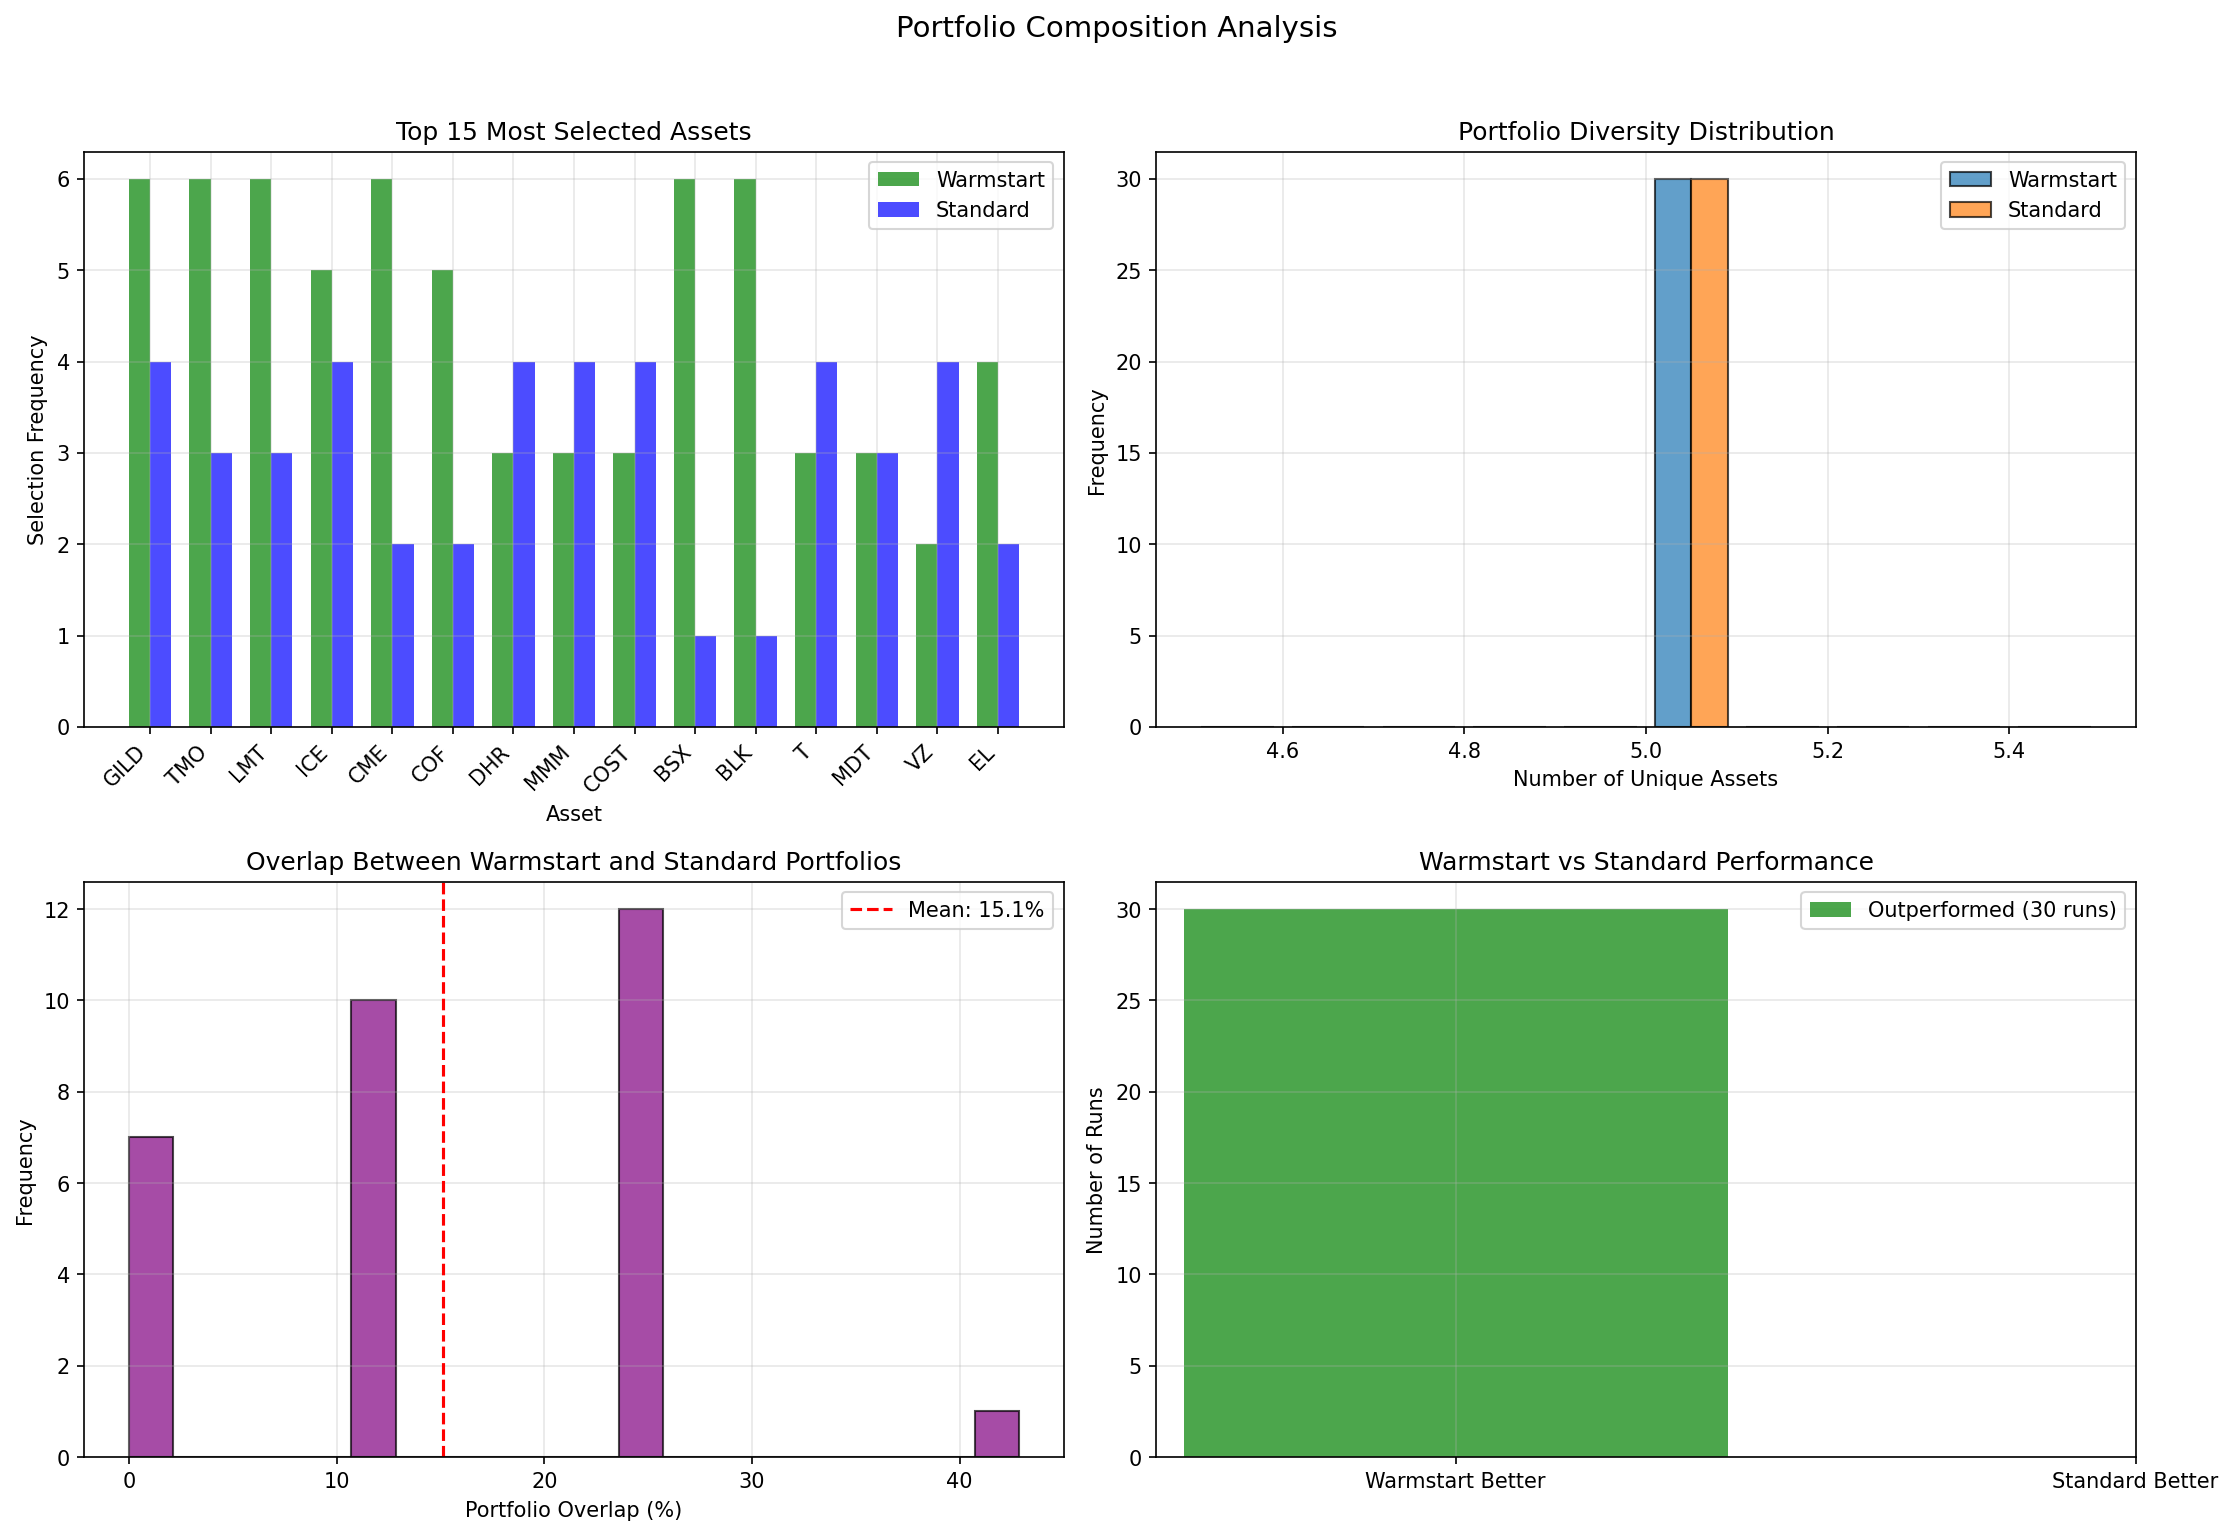 Portfolio Composition Analysis
Top 15 Most Selected Assets
Warmstart
Standard
Selection Frequency
6
5
4
3
2
1
0
GILD TMO LMT ICE CME COF DHR MMM COST BSX BLK T MDT VZ EL
Asset
Portfolio Diversity Distribution
Warmstart
Standard
Frequency
30
25
20
15
10
5
0
4.6 4.8 5.0 5.2 5.4
Number of Unique Assets
Overlap Between Warmstart and Standard Portfolios
Mean: 15.1%
Frequency
12
10
8
6
4
2
0
0 10 20 30 40
Portfolio Overlap (%)
Warmstart vs Standard Performance
Outperformed (30 runs)
Number of Runs
30
25
20
15
10
5
0
Warmstart Better Standard Better